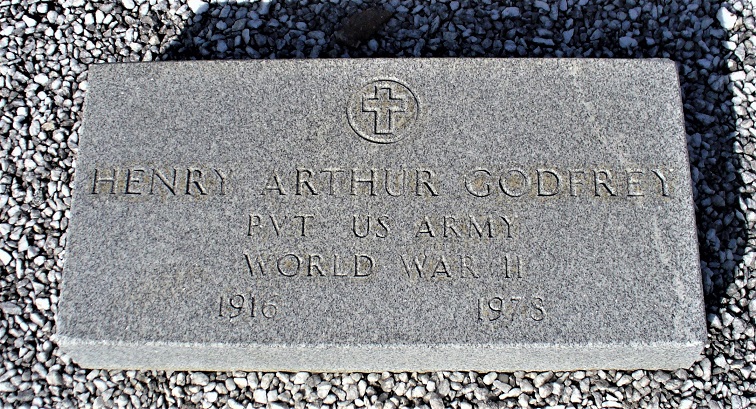 HENRY ARTHUR GODFREY
PVT US ARMY
WORLD WAR II
1916 1978